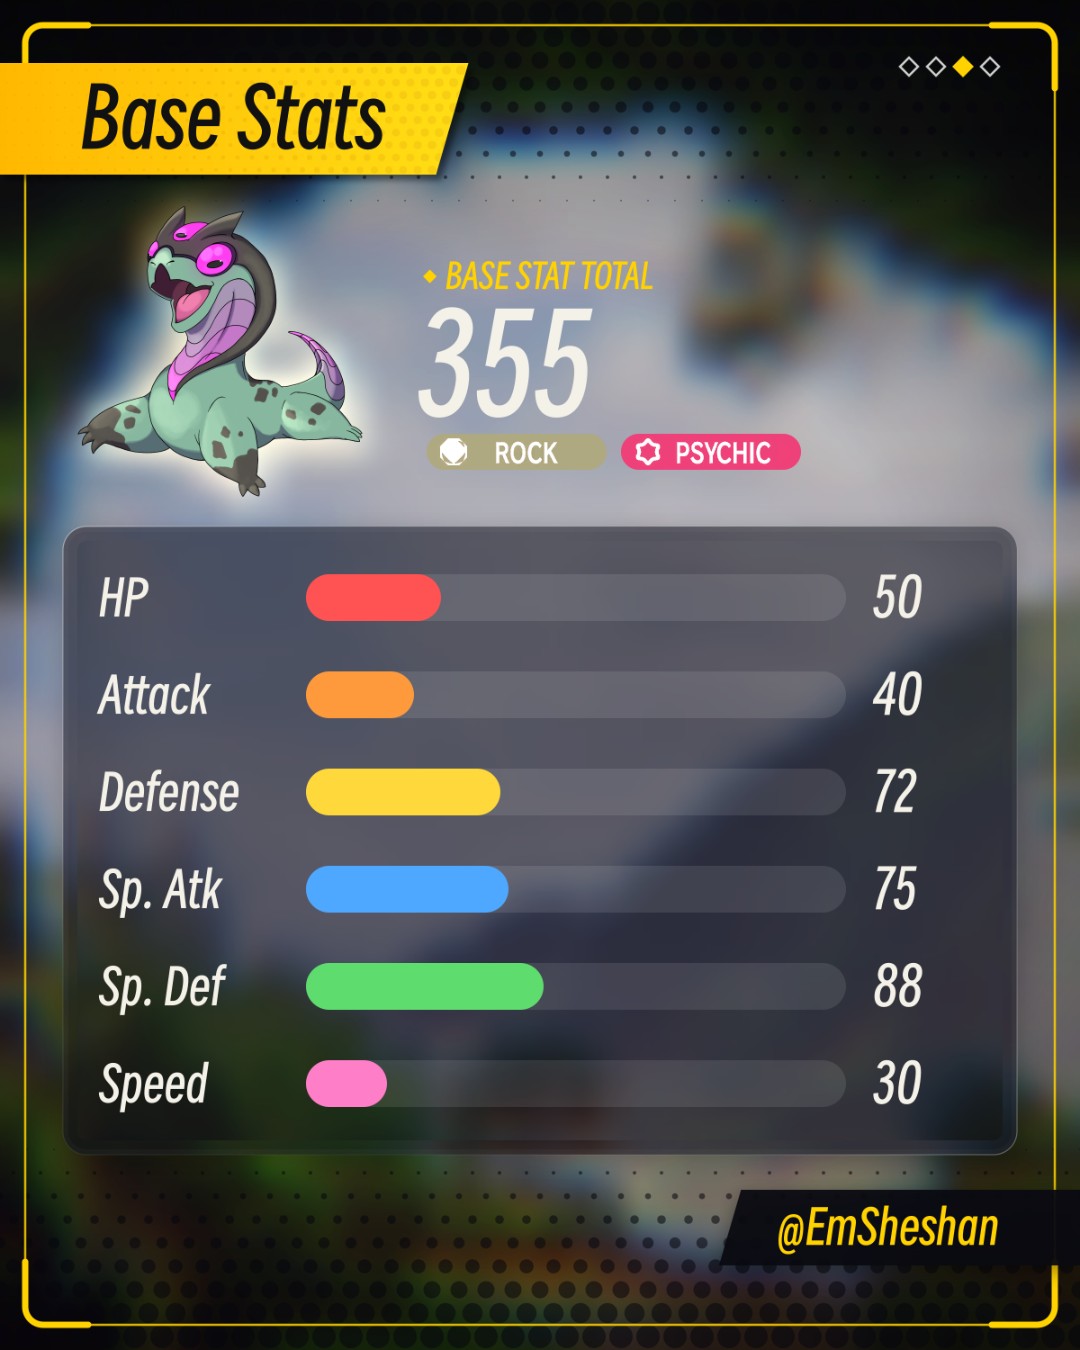 Base Stats
BASE STAT TOTAL
355
ROCK PSYCHIC
HP 50
Attack 40
Defense 72
Sp. Atk 75
Sp. Def 88
Speed 30
@EmSheshan